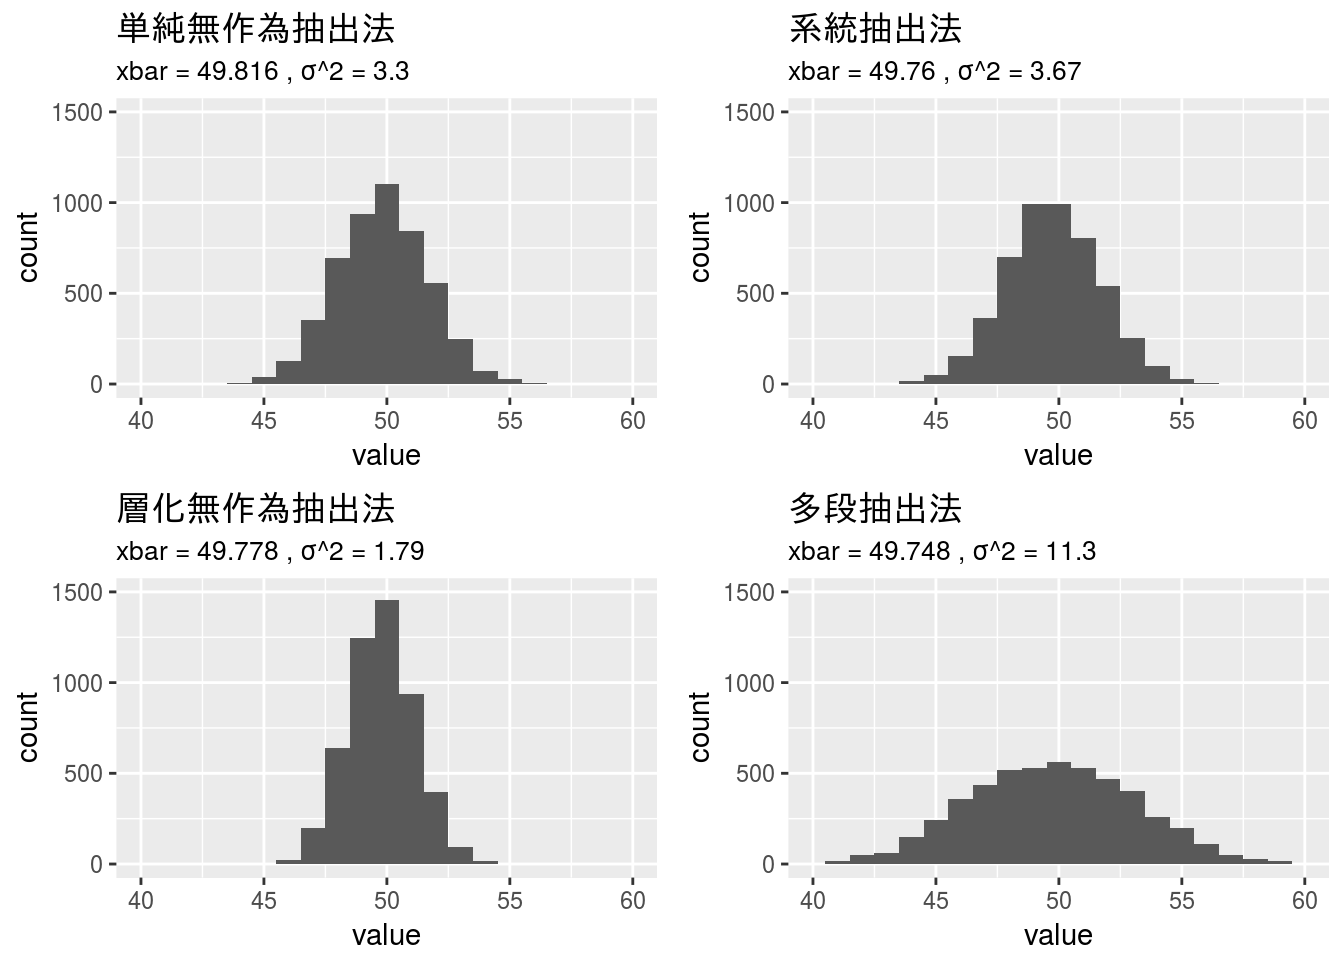 単純無作為抽出法
xbar = 49.816 , σ^2 = 3.3
1500
1000
500
0
count
40 45 50 55 60
value
系統抽出法
xbar = 49.76 , σ^2 = 3.67
1500
1000
500
0
count
40 45 50 55 60
value
層化無作為抽出法
xbar = 49.778 , σ^2 = 1.79
1500
1000
500
0
count
40 45 50 55 60
value
多段抽出法
xbar = 49.748 , σ^2 = 11.3
1500
1000
500
0
count
40 45 50 55 60
value